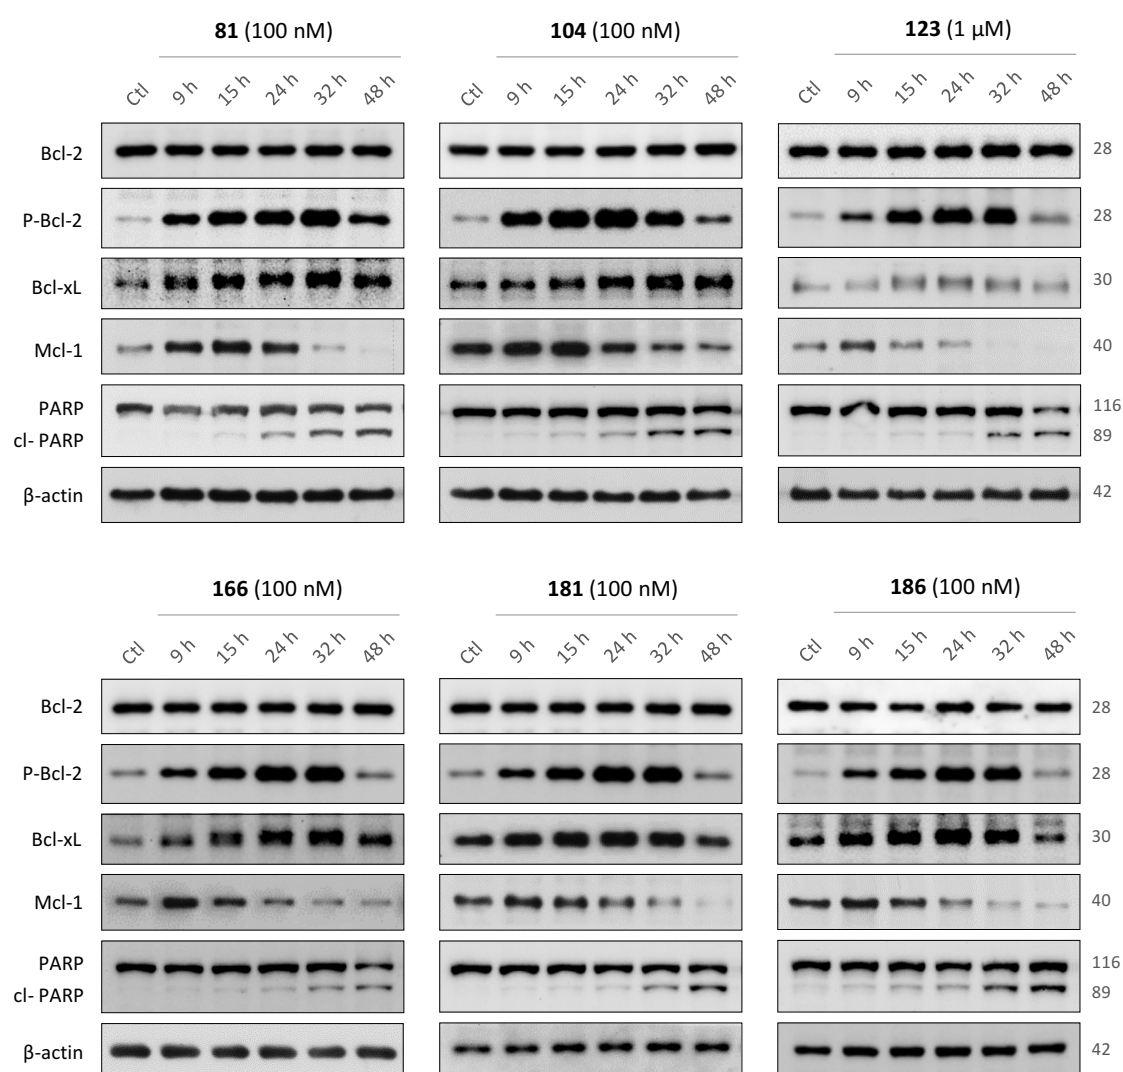 81 (100 nM) 104 (100 nM) 123 (1 µM)
Ctl 9 h 15 h 24 h 32 h 48 h Ctl 9 h 15 h 24 h 32 h 48 h Ctl 9 h 15 h 24 h 32 h 48 h
Bcl-2 28
P-Bcl-2 28
Bcl-xL 30
Mcl-1 40
PARP 116
cl- PARP 89
β-actin 42
166 (100 nM) 181 (100 nM) 186 (100 nM)
Ctl 9 h 15 h 24 h 32 h 48 h Ctl 9 h 15 h 24 h 32 h 48 h Ctl 9 h 15 h 24 h 32 h 48 h
Bcl-2 28
P-Bcl-2 28
Bcl-xL 30
Mcl-1 40
PARP 116
cl- PARP 89
β-actin 42